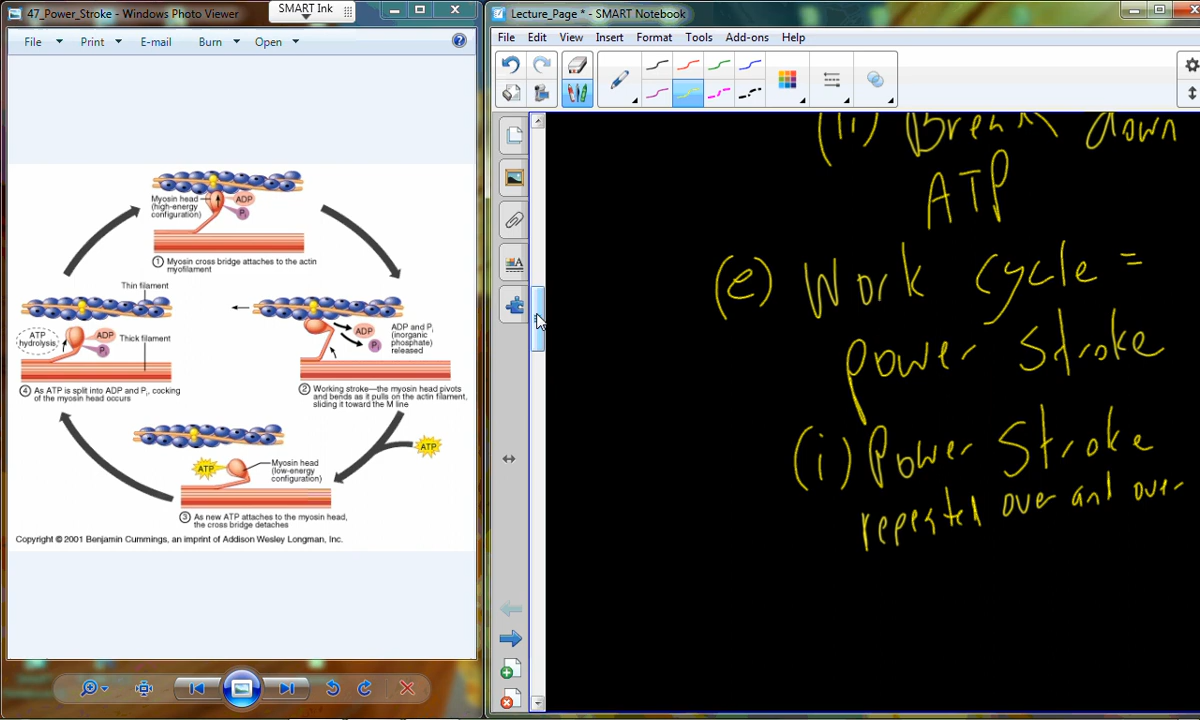 47_Power_Stroke - Windows Photo Viewer
SMART Ink
File Print E-mail Burn Open
Myosin head
(high-energy
configuration)
ADP
Pi
1 Myosin cross bridge attaches to the actin
myofilament
Thin filament
ADP and Pi
(inorganic
phosphate)
released
ADP
Pi
2 Working stroke—the myosin head pivots
and bends as it pulls on the actin filament,
sliding it toward the M line
ATP
ATP
Myosin head
(low-energy
configuration)
3 As new ATP attaches to the myosin head,
the cross bridge detaches
ATP
hydrolysis
ADP
Pi
Thick filament
4 As ATP is split into ADP and Pi, cocking
of the myosin head occurs
Copyright © 2001 Benjamin Cummings, an imprint of Addison Wesley Longman, Inc.
Lecture_Page * - SMART Notebook
File Edit View Insert Format Tools Add-ons Help
(ii) Break down
ATP
(e) Work cycle =
power stroke
(i) Power Stroke
repeated over and over